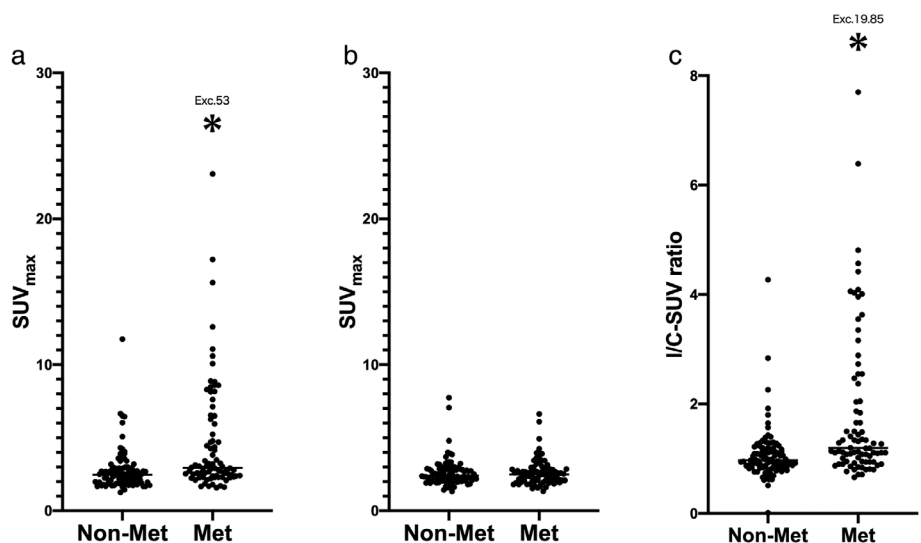 a
Exc.53
*
SUVmax
30
20
10
0
Non-Met Met
b
SUVmax
30
20
10
0
Non-Met Met
c
Exc.19.85
*
I/C-SUV ratio
8
6
4
2
0
Non-Met Met